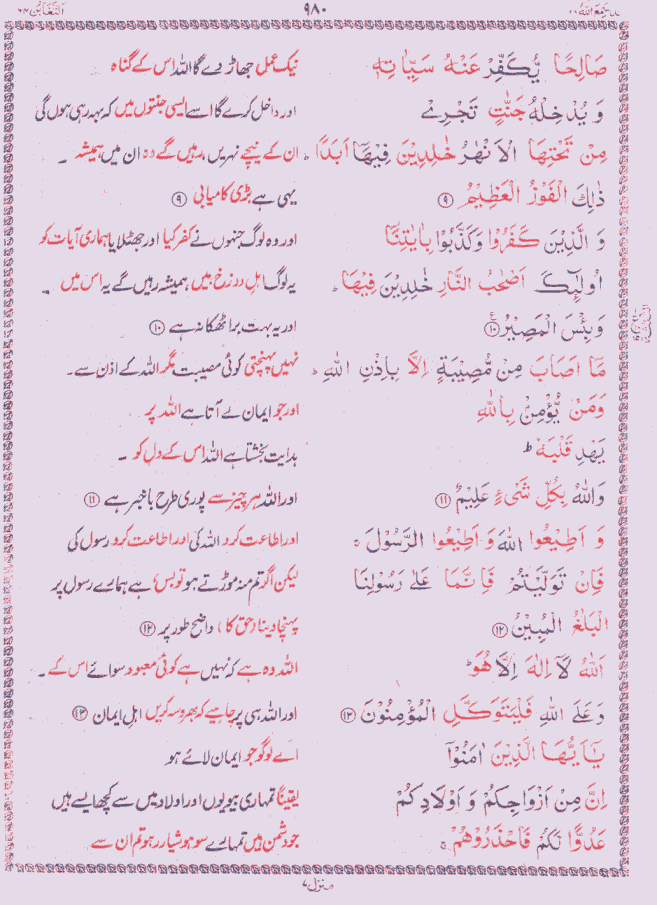 قد سمع الله ٢٨ ٩٨٠ التغابن ٦٤
صَالِحًا يُّكَفِّرْ عَنْهُ سَيِّاٰتِهٖ نیک عمل جھاڑ دے گا اللہ اس کے گناہ
وَ يُدْخِلْهُ جَنّٰتٍ تَجْرِىْ اور داخل کرے گا اسے ایسی جنتوں میں کہ بہہ رہی ہوں گی
مِنْ تَحْتِهَا الْاَنْهٰرُ خٰلِدِيْنَ فِيْهَاۤ اَبَدًا ؕ ان کے نیچے نہریں، رہیں گے وہ ان میں ہمیشہ ۔
ذٰلِكَ الْفَوْزُ الْعَظِيْمُ ۹ یہی ہے بڑی کامیابی ۹
وَ الَّذِيْنَ كَفَرُوْا وَكَذَّبُوْا بِاٰيٰتِنَاۤ اور وہ لوگ جنہوں نے کفر کیا اور جھٹلایا ہماری آیات کو
اُولٰٓئِكَ اَصْحٰبُ النَّارِ خٰلِدِيْنَ فِيْهَا ؕ یہ لوگ اہل دوزخ ہیں ہمیشہ رہیں گے یہ اس میں ۔
وَبِئْسَ الْمَصِيْرُ ۱۰ اور یہ بہت برا ٹھکانہ ہے ۱۰
مَاۤ اَصَابَ مِنْ مُّصِيْبَةٍ اِلَّا بِاِذْنِ اللّٰهِ ؕ نہیں پہنچتی کوئی مصیبت مگر اللہ کے اذن سے۔
وَمَنْ يُّؤْمِنْۢ بِاللّٰهِ اور جو ایمان لے آتا ہے اللہ پر
يَهْدِ قَلْبَهٗ ؕ ہدایت بخشتا ہے اللہ اس کے دل کو ۔
وَاللّٰهُ بِكُلِّ شَىْءٍ عَلِيْمٌ ۱۱ اور اللہ ہر چیز سے پوری طرح باخبر ہے ۱۱
وَ اَطِيْعُوا اللّٰهَ وَ اَطِيْعُوا الرَّسُوْلَ ۚ اور اطاعت کرو اللہ کی اور اطاعت کرو رسول کی
فَاِنْ تَوَلَّيْتُمْ فَاِنَّمَا عَلٰى رَسُوْلِنَا لیکن اگر تم منہ موڑتے ہو تو بس ہے ہمارے رسول پر
الْبَلٰغُ الْمُبِيْنُ ۱۲ پہنچا دینا (حق کا) واضح طور پر ۱۲
اَللّٰهُ لَاۤ اِلٰهَ اِلَّا هُوَ ؕ اللہ وہ ہے کہ نہیں ہے کوئی معبود سوائے اس کے ۔
وَ عَلَى اللّٰهِ فَلْيَتَوَكَّلِ الْمُؤْمِنُوْنَ ۱۳ اور اللہ ہی پر چاہیے کہ بھروسہ کریں اہل ایمان ۱۳
يٰۤاَيُّهَا الَّذِيْنَ اٰمَنُوْۤا اے لوگو جو ایمان لائے ہو
اِنَّ مِنْ اَزْوَاجِكُمْ وَ اَوْلَادِكُمْ یقیناً تمہاری بیویوں اور اولاد میں سے کچھ ایسے ہیں
عَدُوًّا لَّكُمْ فَاحْذَرُوْهُمْ ۚ جو دشمن ہیں تمہارے سو ہوشیار رہو تم ان سے
منزل ۷